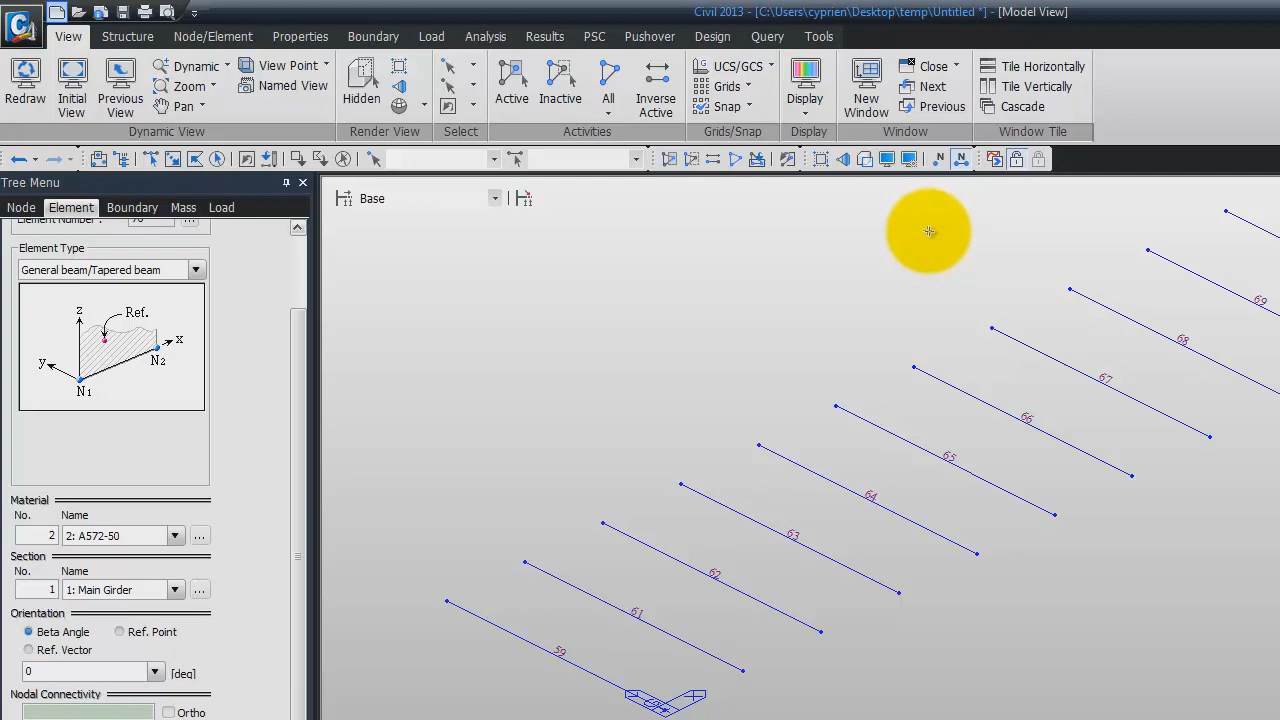 Civil 2013 - [C:\Users\cyprien\Desktop\temp\Untitled *] - [Model View]
View Structure Node/Element Properties Boundary Load Analysis Results PSC Pushover Design Query Tools
Redraw
Initial View
Previous View
Dynamic
Zoom
Pan
View Point
Named View
Dynamic View
Hidden
Render View
Select
Active
Inactive
All
Inverse Active
Activities
UCS/GCS
Grids
Snap
Grids/Snap
Display
Display
New Window
Close
Next
Previous
Window
Tile Horizontally
Tile Vertically
Cascade
Window Tile
Tree Menu
Node Element Boundary Mass Load
Element Number :
Element Type
General beam/Tapered beam
z
Ref.
x
y
N2
N1
Material
No. Name
2 2: A572-50
Section
No. Name
1 1: Main Girder
Orientation
Beta Angle Ref. Point
Ref. Vector
0 [deg]
Nodal Connectivity
Ortho
Base
69
68
67
66
65
64
63
62
61
59